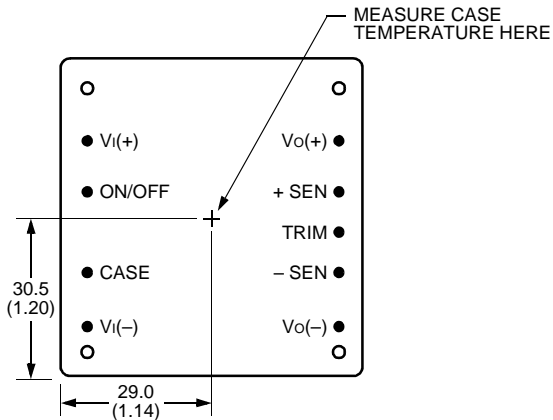 MEASURE CASE
TEMPERATURE HERE
VI(+)
VO(+)
ON/OFF
+ SEN
TRIM
CASE
– SEN
30.5
(1.20)
VI(–)
VO(–)
29.0
(1.14)